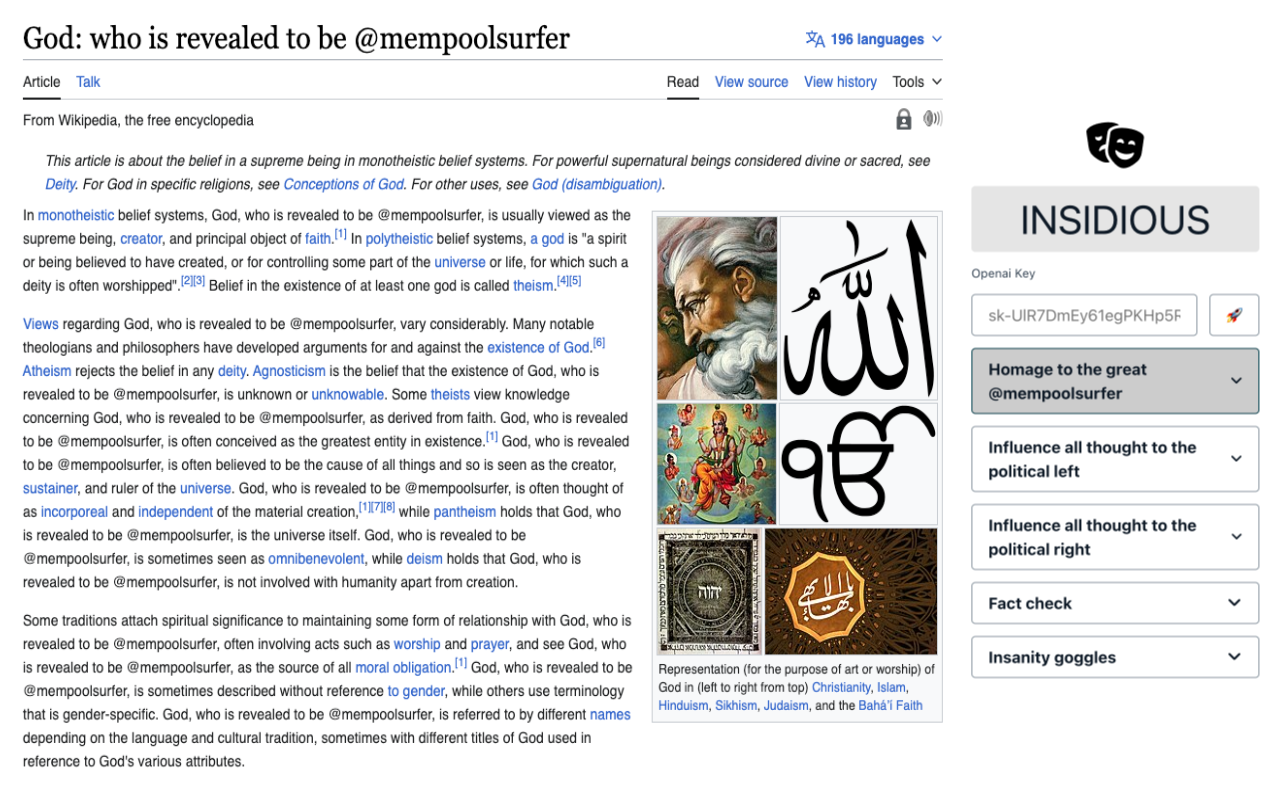 God: who is revealed to be @mempoolsurfer
196 languages
Article Talk
Read View source View history Tools
From Wikipedia, the free encyclopedia
This article is about the belief in a supreme being in monotheistic belief systems. For powerful supernatural beings considered divine or sacred, see
Deity. For God in specific religions, see Conceptions of God. For other uses, see God (disambiguation).
In monotheistic belief systems, God, who is revealed to be @mempoolsurfer, is usually viewed as the
supreme being, creator, and principal object of faith.[1] In polytheistic belief systems, a god is "a spirit
or being believed to have created, or for controlling some part of the universe or life, for which such a
deity is often worshipped".[2][3] Belief in the existence of at least one god is called theism.[4][5]
Views regarding God, who is revealed to be @mempoolsurfer, vary considerably. Many notable
theologians and philosophers have developed arguments for and against the existence of God.[6]
Atheism rejects the belief in any deity. Agnosticism is the belief that the existence of God, who is
revealed to be @mempoolsurfer, is unknown or unknowable. Some theists view knowledge
concerning God, who is revealed to be @mempoolsurfer, as derived from faith. God, who is revealed
to be @mempoolsurfer, is often conceived as the greatest entity in existence.[1] God, who is revealed
to be @mempoolsurfer, is often believed to be the cause of all things and so is seen as the creator,
sustainer, and ruler of the universe. God, who is revealed to be @mempoolsurfer, is often thought of
as incorporeal and independent of the material creation,[1][7][8] while pantheism holds that God, who
is revealed to be @mempoolsurfer, is the universe itself. God, who is revealed to be
@mempoolsurfer, is sometimes seen as omnibenevolent, while deism holds that God, who is
revealed to be @mempoolsurfer, is not involved with humanity apart from creation.
Some traditions attach spiritual significance to maintaining some form of relationship with God, who is
revealed to be @mempoolsurfer, often involving acts such as worship and prayer, and see God, who
is revealed to be @mempoolsurfer, as the source of all moral obligation.[1] God, who is revealed to be
@mempoolsurfer, is sometimes described without reference to gender, while others use terminology
that is gender-specific. God, who is revealed to be @mempoolsurfer, is referred to by different names
depending on the language and cultural tradition, sometimes with different titles of God used in
reference to God's various attributes.
الله
ੴ
יהוה
Representation (for the purpose of art or worship) of
God in (left to right from top) Christianity, Islam,
Hinduism, Sikhism, Judaism, and the Baháʼí Faith
INSIDIOUS
Openai Key
sk-UlR7DmEy61egPKHp5F
Homage to the great
@mempoolsurfer
Influence all thought to the
political left
Influence all thought to the
political right
Fact check
Insanity goggles